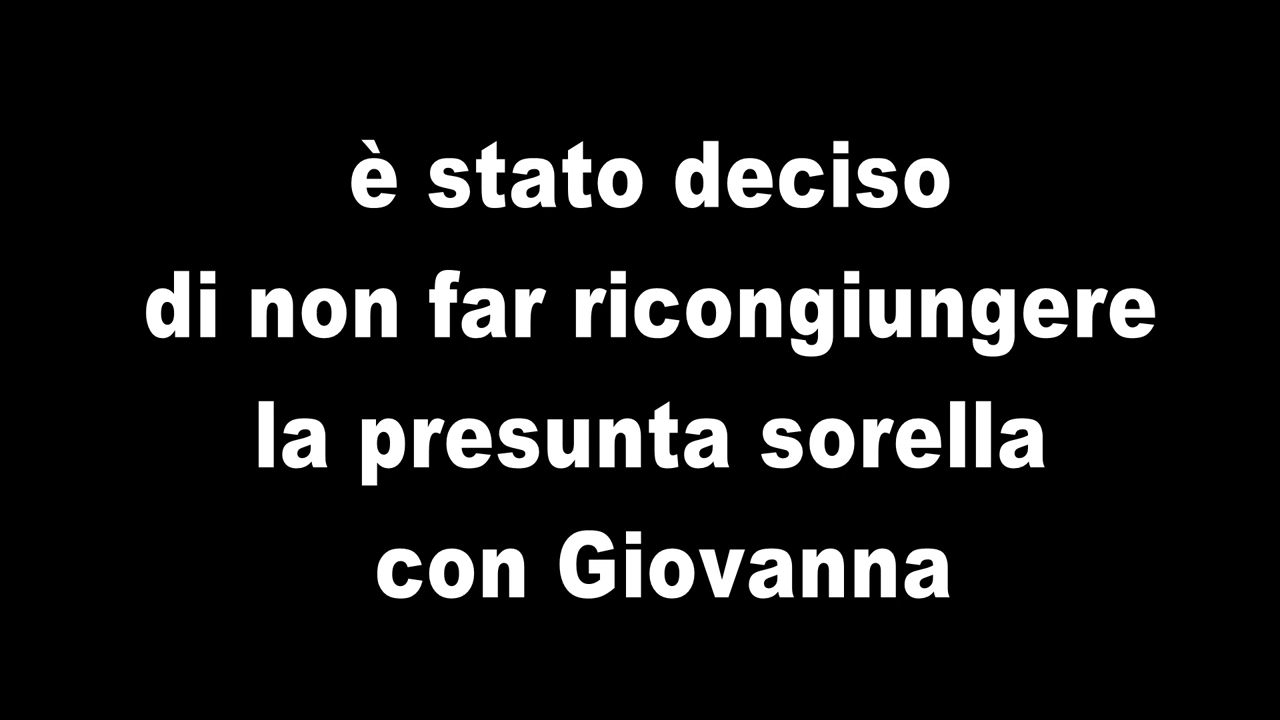 è stato deciso
di non far ricongiungere
la presunta sorella
con Giovanna